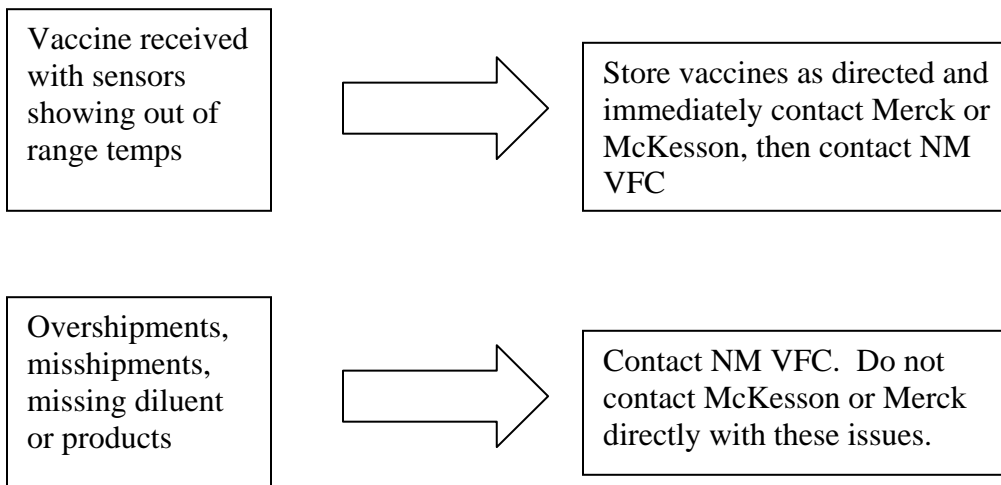 Vaccine received
with sensors
showing out of
range temps
Store vaccines as directed and
immediately contact Merck or
McKesson, then contact NM
VFC
Overshipments,
misshipments,
missing diluent
or products
Contact NM VFC.  Do not
contact McKesson or Merck
directly with these issues.